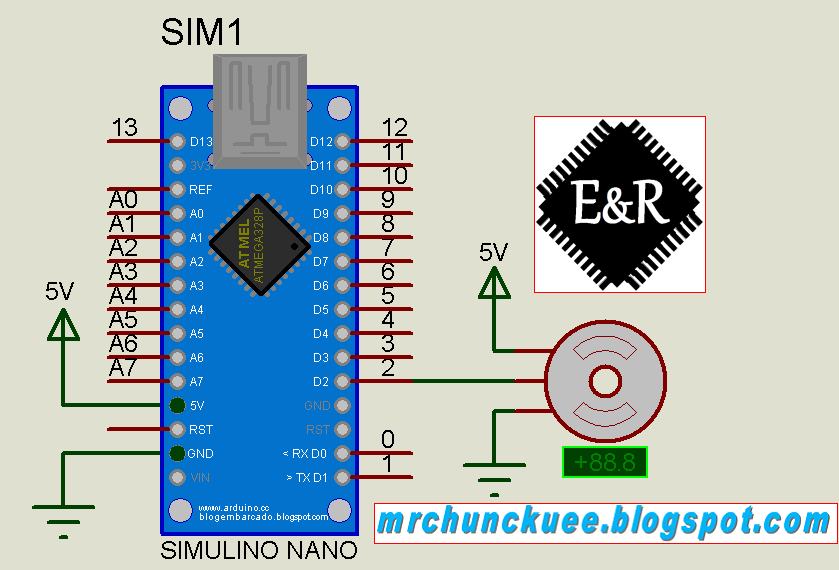 SIM1
13
D13
3V3
REF
A0 A0
A1 A1
A2 A2
A3 A3
A4 A4
A5 A5
A6 A6
A7 A7
5V
5V
RST
GND
VIN
ATMEL
ATMEGA328P
D12 12
D11 11
D10 10
D9 9
D8 8
D7 7
D6 6
D5 5
D4 4
D3 3
D2 2
GND
RST
< RX D0 0
> TX D1 1
www.arduino.cc
blogembarcado.blogspot.com
SIMULINO NANO
E&R
5V
+88.8
mrchunckuee.blogspot.com